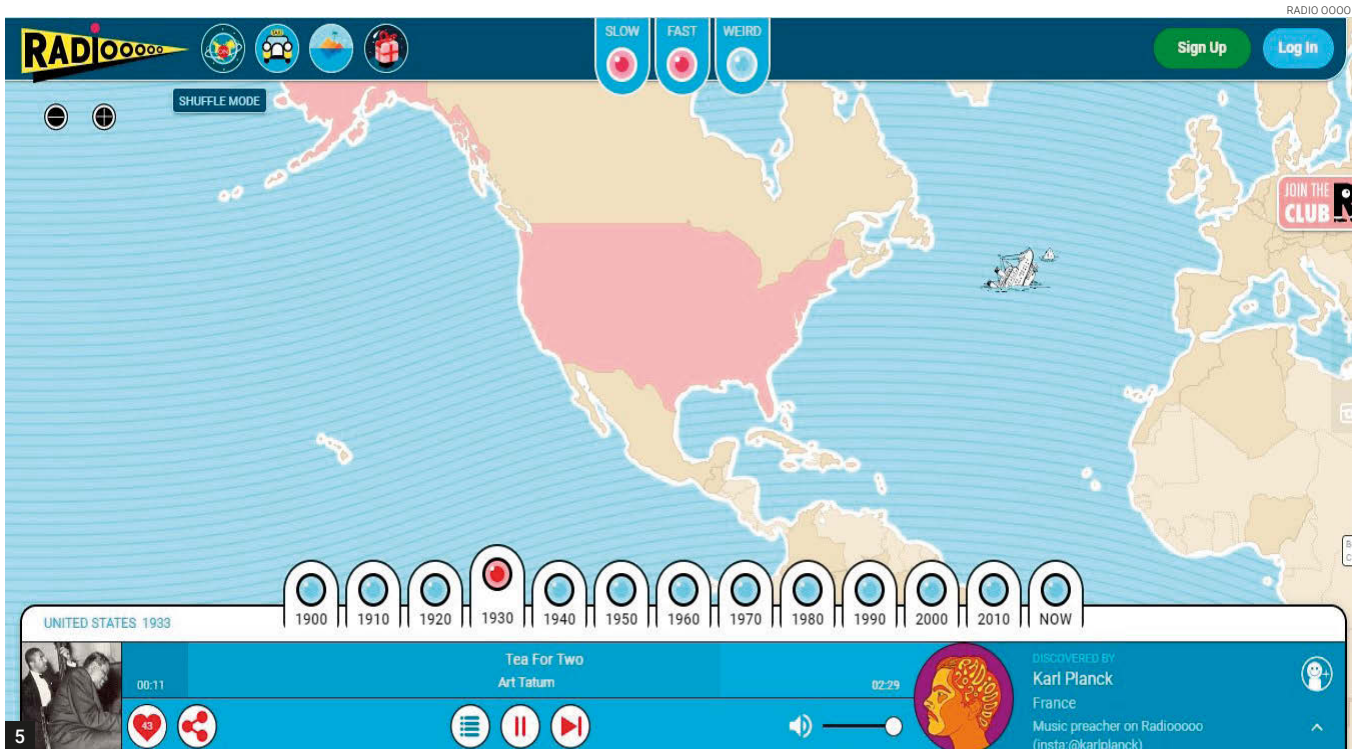 RADIO OOOO
RADIOoooo
SLOW
FAST
WEIRD
Sign Up
Log In
SHUFFLE MODE
JOIN THE
CLUB
1900
1910
1920
1930
1940
1950
1960
1970
1980
1990
2000
2010
NOW
UNITED STATES 1933
00:11
Tea For Two
Art Tatum
02:29
43
RADIOOOOO
DISCOVERED BY
Karl Planck
France
Music preacher on Radiooooo
(insta:@karlplanck)
5